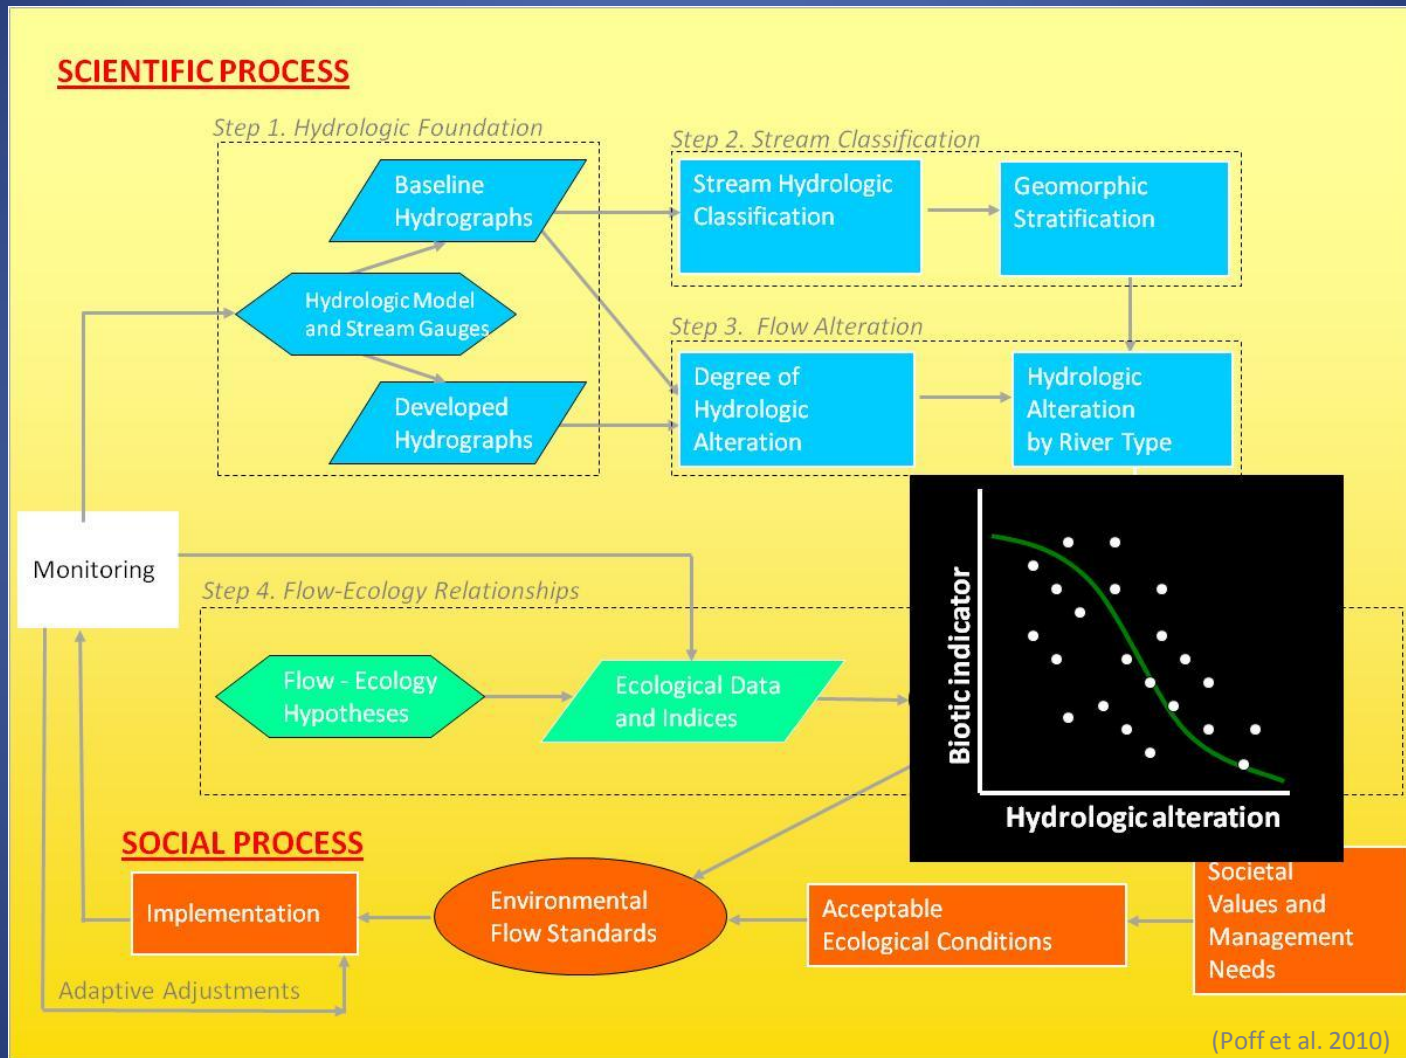 SCIENTIFIC PROCESS
Step 1. Hydrologic Foundation
Step 2. Stream Classification
Baseline
Hydrographs
Stream Hydrologic
Classification
Geomorphic
Stratification
Hydrologic Model
and Stream Gauges
Step 3. Flow Alteration
Developed
Hydrographs
Degree of
Hydrologic
Alteration
Hydrologic
Alteration
by River Type
Monitoring
Step 4. Flow-Ecology Relationships
Flow - Ecology
Hypotheses
Ecological Data
and Indices
Biotic indicator
Hydrologic alteration
SOCIAL PROCESS
Implementation
Environmental
Flow Standards
Acceptable
Ecological Conditions
Societal
Values and
Management
Needs
Adaptive Adjustments
(Poff et al. 2010)